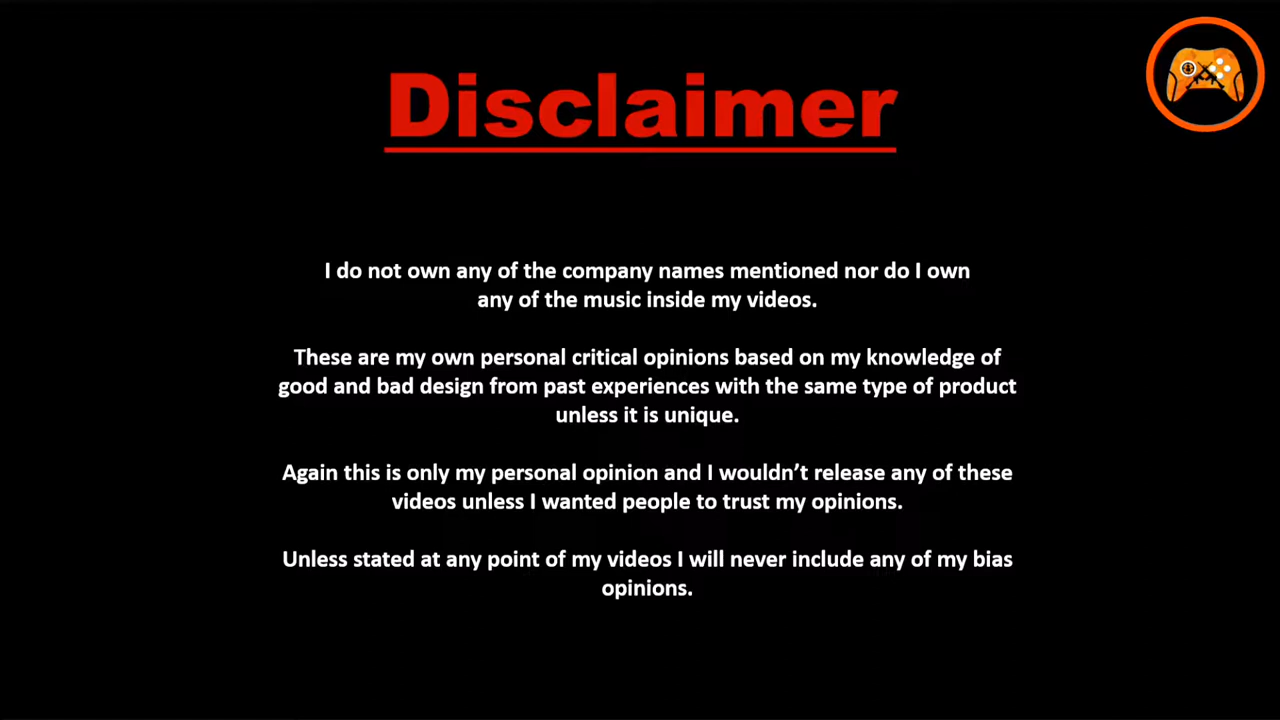 Disclaimer
I do not own any of the company names mentioned nor do I own
any of the music inside my videos.
These are my own personal critical opinions based on my knowledge of
good and bad design from past experiences with the same type of product
unless it is unique.
Again this is only my personal opinion and I wouldn’t release any of these
videos unless I wanted people to trust my opinions.
Unless stated at any point of my videos I will never include any of my bias
opinions.